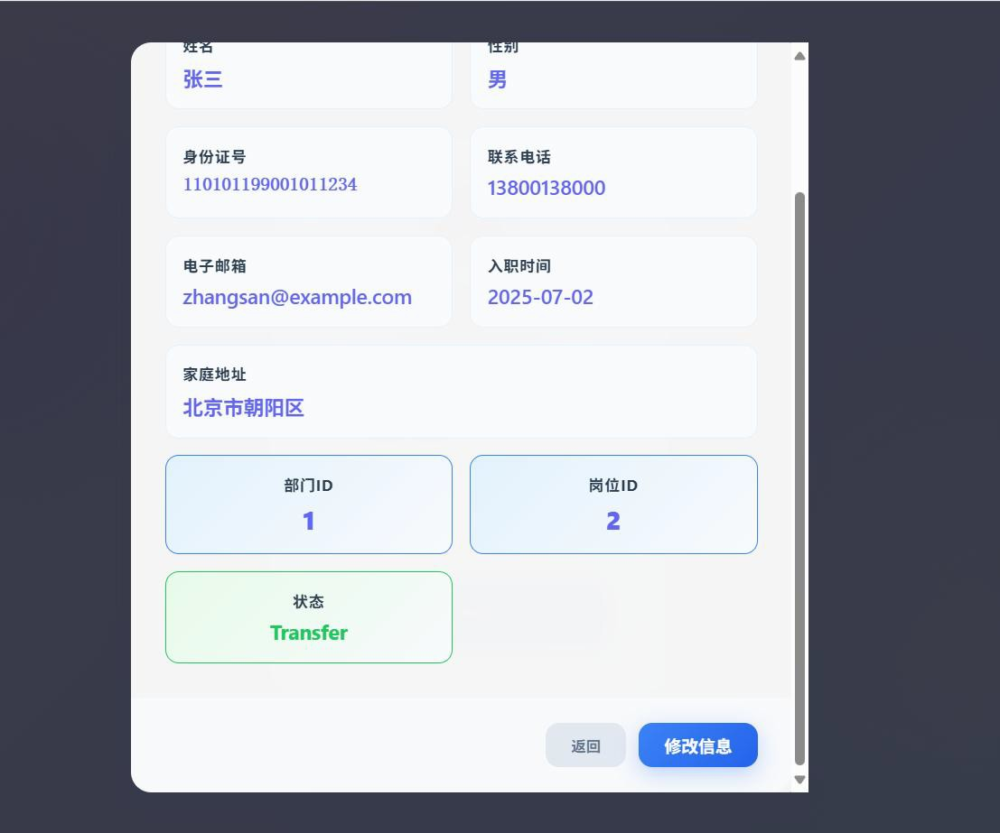 姓名
张三
性别
男
身份证号
110101199001011234
联系电话
13800138000
电子邮箱
zhangsan@example.com
入职时间
2025-07-02
家庭地址
北京市朝阳区
部门ID
1
岗位ID
2
状态
Transfer
返回
修改信息